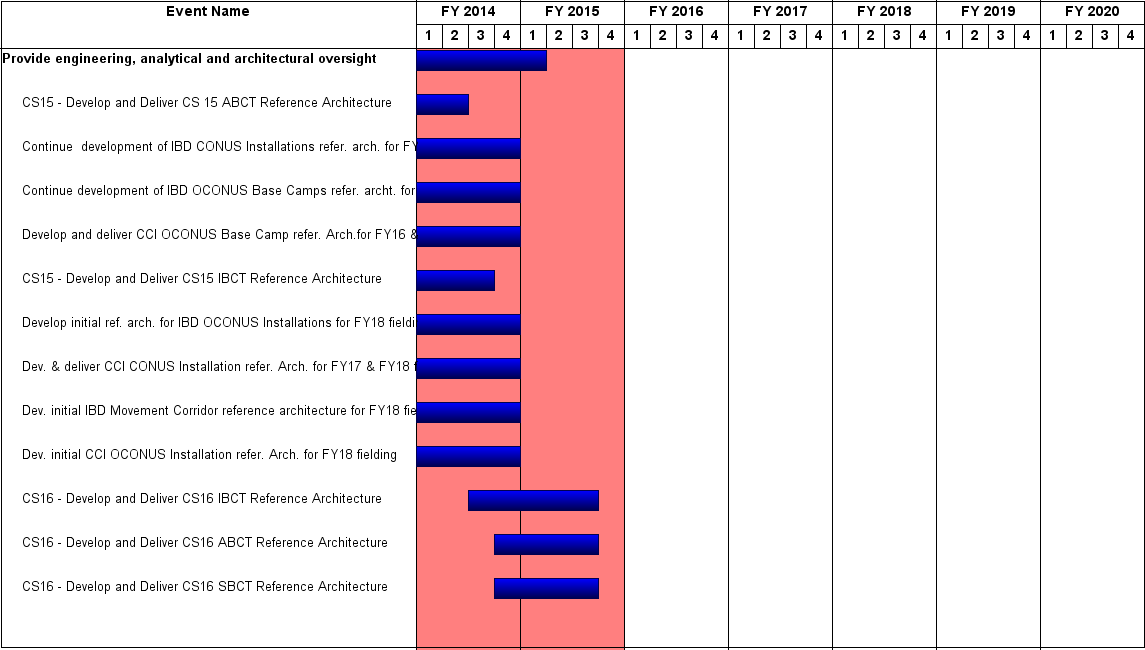 Event Name FY 2014 FY 2015 FY 2016 FY 2017 FY 2018 FY 2019 FY 2020
1 2 3 4 1 2 3 4 1 2 3 4 1 2 3 4 1 2 3 4 1 2 3 4 1 2 3 4
Provide engineering, analytical and architectural oversight
CS15 - Develop and Deliver CS 15 ABCT Reference Architecture
Continue development of IBD CONUS Installations refer. arch. for FY
Continue development of IBD OCONUS Base Camps refer. archt. for
Develop and deliver CCI OCONUS Base Camp refer. Arch.for FY16 &
CS15 - Develop and Deliver CS15 IBCT Reference Architecture
Develop initial ref. arch. for IBD OCONUS Installations for FY18 fieldi
Dev. & deliver CCI CONUS Installation refer. Arch. for FY17 & FY18 f
Dev. initial IBD Movement Corridor reference architecture for FY18 fie
Dev. initial CCI OCONUS Installation refer. Arch. for FY18 fielding
CS16 - Develop and Deliver CS16 IBCT Reference Architecture
CS16 - Develop and Deliver CS16 ABCT Reference Architecture
CS16 - Develop and Deliver CS16 SBCT Reference Architecture